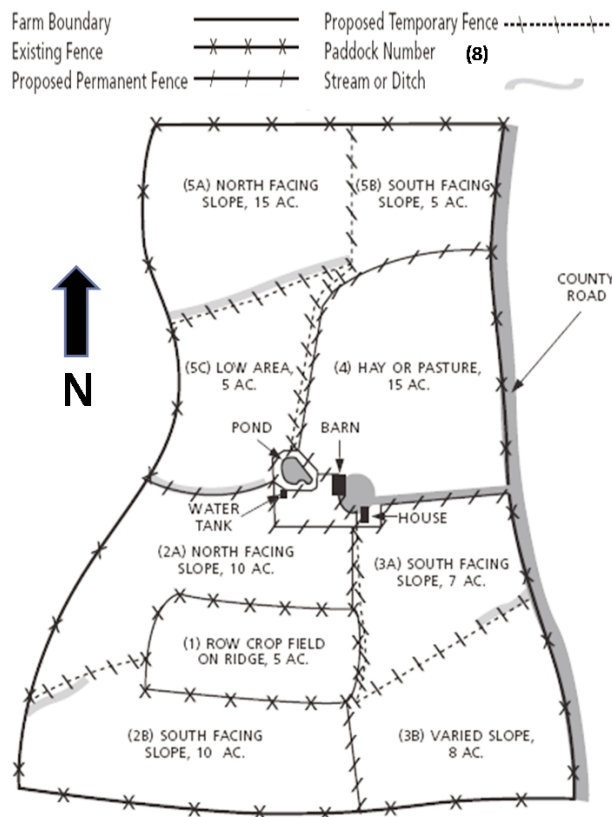 Farm Boundary
Existing Fence
Proposed Permanent Fence
Proposed Temporary Fence
Paddock Number (8)
Stream or Ditch
(5A) NORTH FACING
SLOPE, 15 AC.
(5B) SOUTH FACING
SLOPE, 5 AC.
COUNTY
ROAD
N
(5C) LOW AREA,
5 AC.
(4) HAY OR PASTURE,
15 AC.
POND
BARN
WATER
TANK
HOUSE
(2A) NORTH FACING
SLOPE, 10 AC.
(3A) SOUTH FACING
SLOPE, 7 AC.
(1) ROW CROP FIELD
ON RIDGE, 5 AC.
(2B) SOUTH FACING
SLOPE, 10 AC.
(3B) VARIED SLOPE,
8 AC.